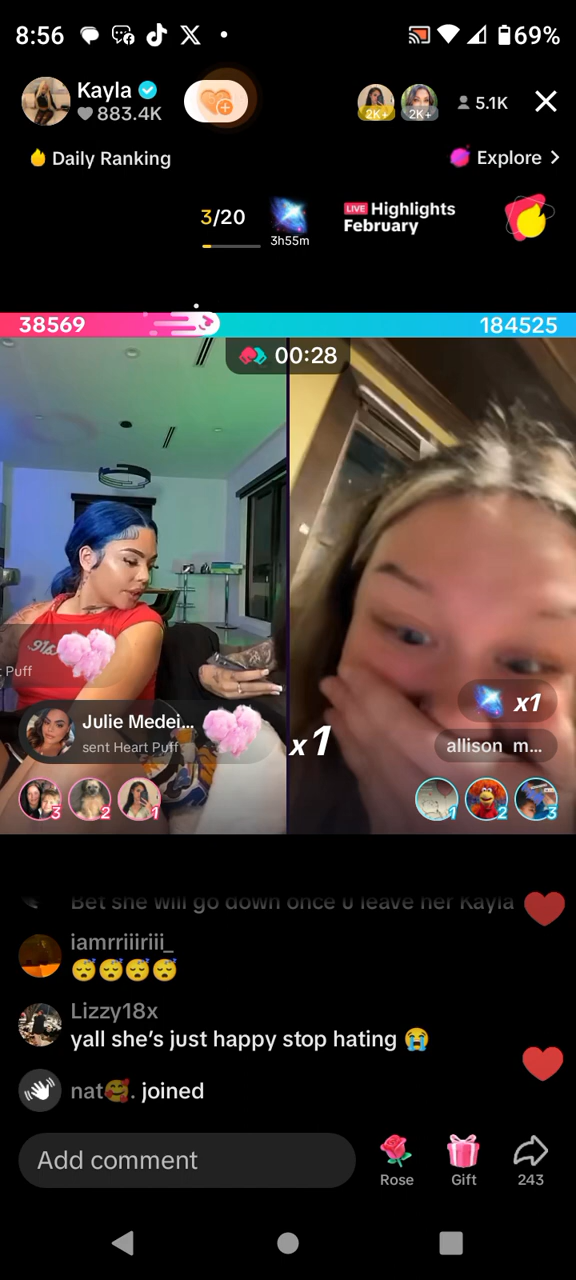 8:56
69%
Kayla
883.4K
2K+
2K+
5.1K
Daily Ranking
Explore
3/20
3h55m
LIVE Highlights
February
38569
184525
00:28
t Puff
Julie Medei...
sent Heart Puff
x1
x1
allison m...
3
2
1
1
2
3
Bet she will go down once u leave her Kayla
iamrriiiriii_
😴😴😴😴
Lizzy18x
yall she's just happy stop hating 😭
nat🥰. joined
Add comment
Rose
Gift
243